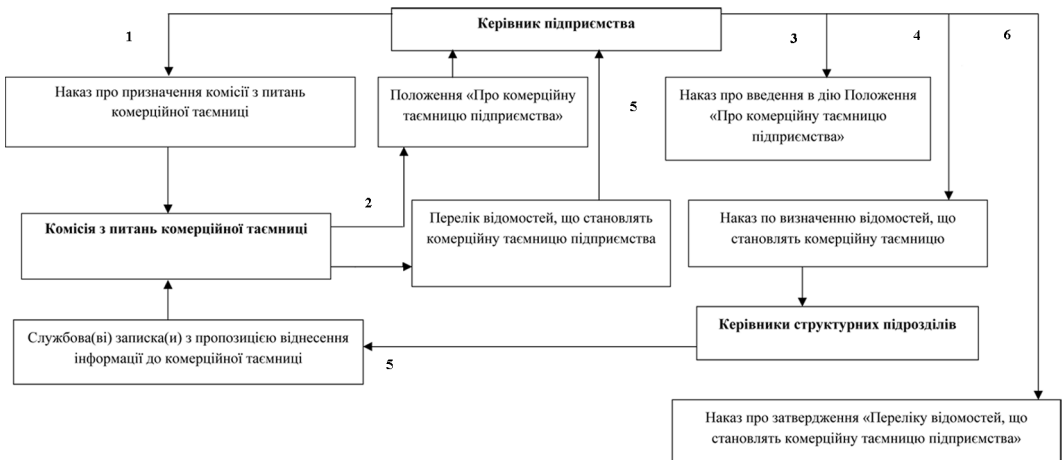 Керівник підприємства
1
3
4
6
Наказ про призначення комісії з питань
комерційної таємниці
Положення «Про комерційну
таємницю підприємства»
5
Наказ про введення в дію Положення
«Про комерційну таємницю
підприємства»
2
Комісія з питань комерційної таємниці
Перелік відомостей, що становлять
комерційну таємницю підприємства
Наказ по визначенню відомостей, що
становлять комерційну таємницю
Службова(ві) записка(и) з пропозицією віднесення
інформації до комерційної таємниці
5
Керівники структурних підрозділів
Наказ про затвердження «Переліку відомостей, що
становлять комерційну таємницю підприємства»